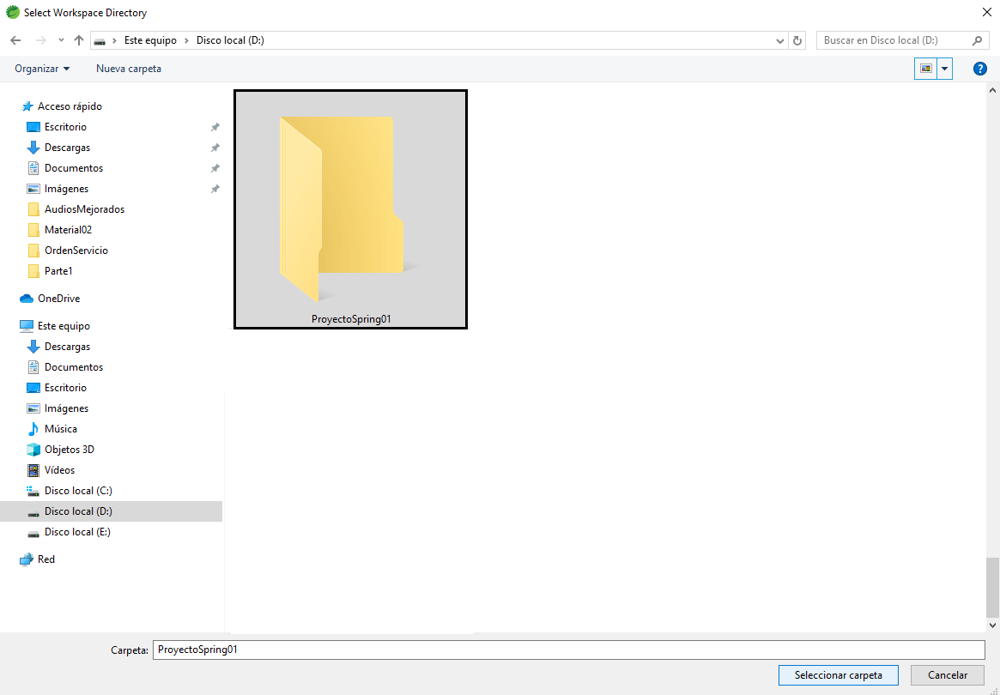 Select Workspace Directory
Este equipo
Disco local (D:)
Buscar en Disco local (D:)
Organizar
Nueva carpeta
?
Acceso rápido
Escritorio
Descargas
Documentos
Imágenes
AudiosMejorados
Material02
OrdenServicio
Parte1
OneDrive
Este equipo
Descargas
Documentos
Escritorio
Imágenes
Música
Objetos 3D
Vídeos
Disco local (C:)
Disco local (D:)
Disco local (E:)
Red
ProyectoSpring01
Carpeta: ProyectoSpring01
Seleccionar carpeta
Cancelar